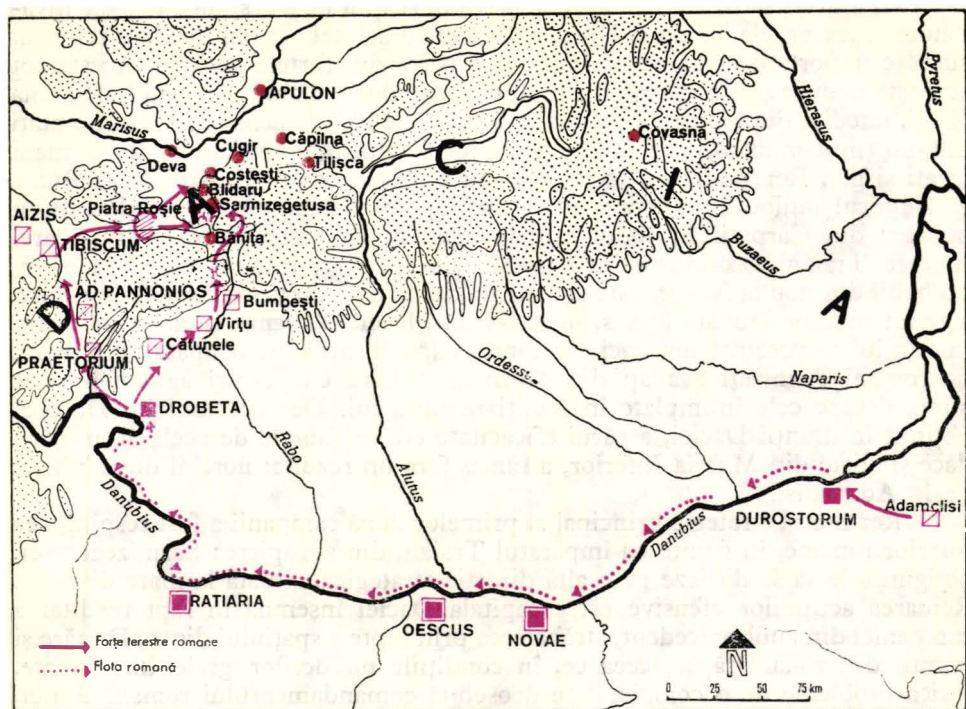 Pyretus
Hierasus
APULON
Marisus
Căpîlna
Covasna
Cugir
Tilişca
Deva
Costeşti
Blidaru
Piatra Roşie
Sarmizegetusa
AIZIS
TIBISCUM
Băniţa
Buzaeus
AD PANNONIOS
Bumbeşti
Vîrţu
Cătunele
PRAETORIUM
Ordessus
Naparis
DROBETA
D
A
C
I
A
Rabo
Alutus
Danubius
Danubius
Adamclisi
DUROSTORUM
RATIARIA
OESCUS
NOVAE
Forţe terestre romane
Flota romană
N
0 25 50 75 km